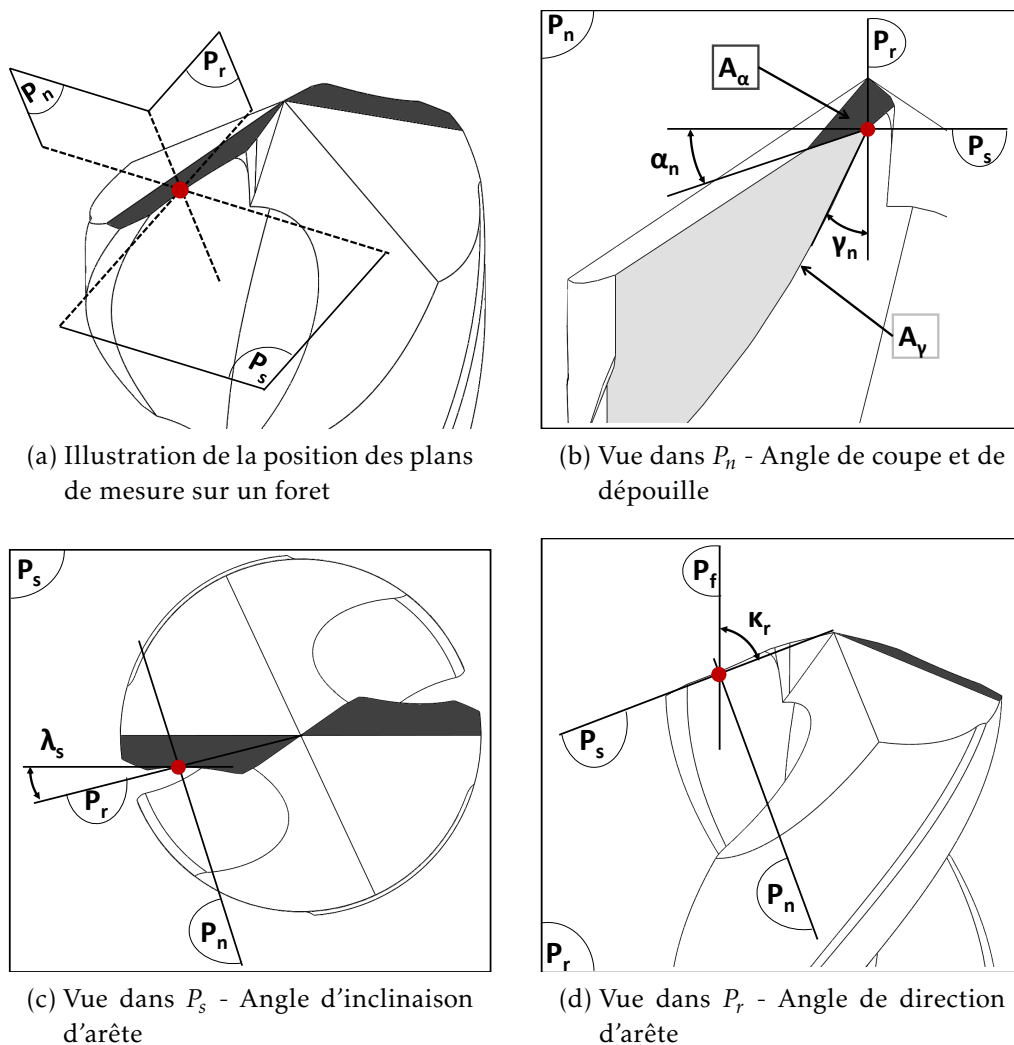 Pn
Pr
Ps
(a) Illustration de la position des plans
de mesure sur un foret
Pn
Pr
Aα
Ps
αn
γn
Aγ
(b) Vue dans Pn - Angle de coupe et de
dépouille
Ps
λs
Pr
Pn
(c) Vue dans Ps - Angle d'inclinaison
d'arête
Pf
κr
Ps
Pn
Pr
(d) Vue dans Pr - Angle de direction
d'arête